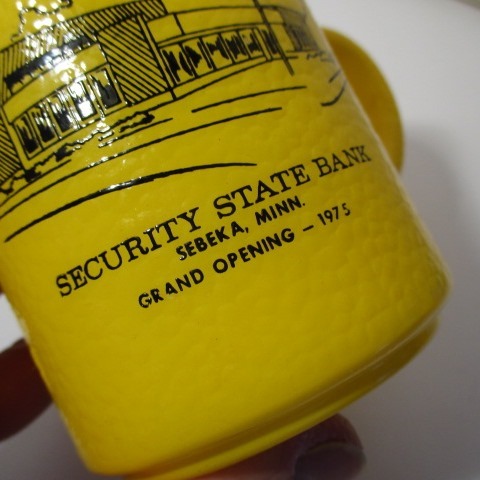 SECURITY STATE BANK
SEBEKA, MINN.
GRAND OPENING - 1975